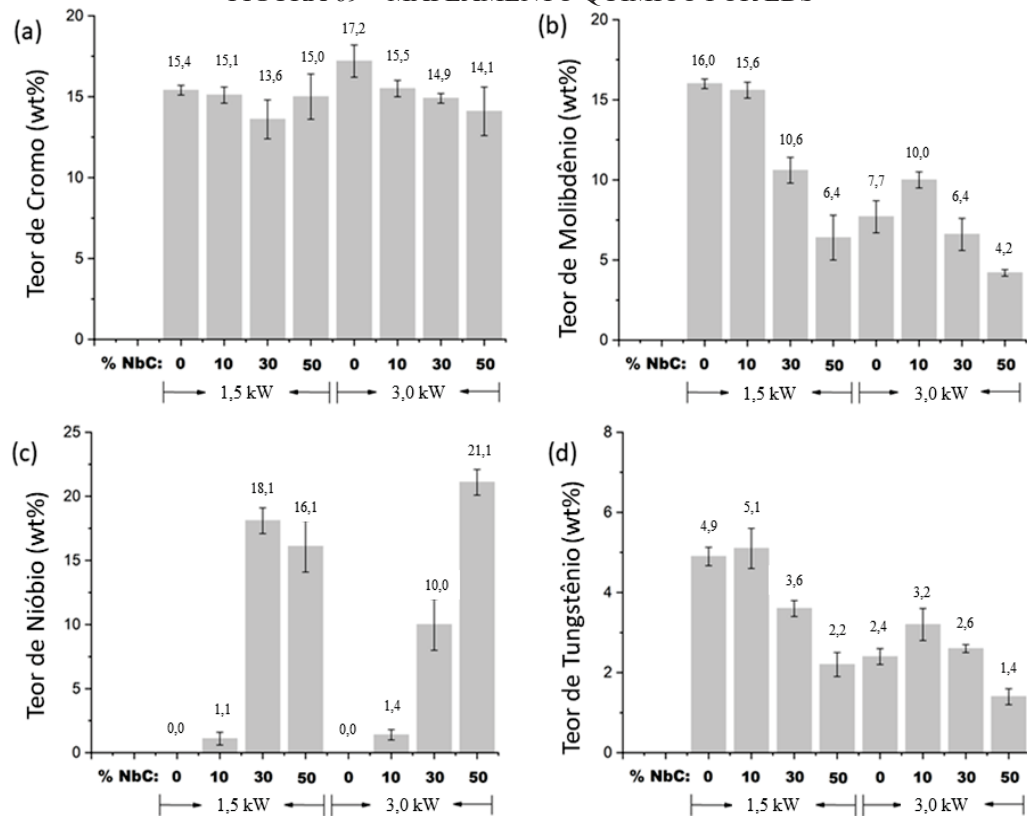 (a)
Teor de Cromo (wt%)
20
15
10
5
0
15,4 15,1 13,6 15,0 17,2 15,5 14,9 14,1
% NbC: 0 10 30 50 0 10 30 50
1,5 kW 3,0 kW
(b)
Teor de Molibdênio (wt%)
20
15
10
5
0
16,0 15,6 10,6 6,4 7,7 10,0 6,4 4,2
% NbC: 0 10 30 50 0 10 30 50
1,5 kW 3,0 kW
(c)
Teor de Nióbio (wt%)
25
20
15
10
5
0
0,0 1,1 18,1 16,1 0,0 1,4 10,0 21,1
% NbC: 0 10 30 50 0 10 30 50
1,5 kW 3,0 kW
(d)
Teor de Tungstênio (wt%)
8
6
4
2
0
4,9 5,1 3,6 2,2 2,4 3,2 2,6 1,4
% NbC: 0 10 30 50 0 10 30 50
1,5 kW 3,0 kW